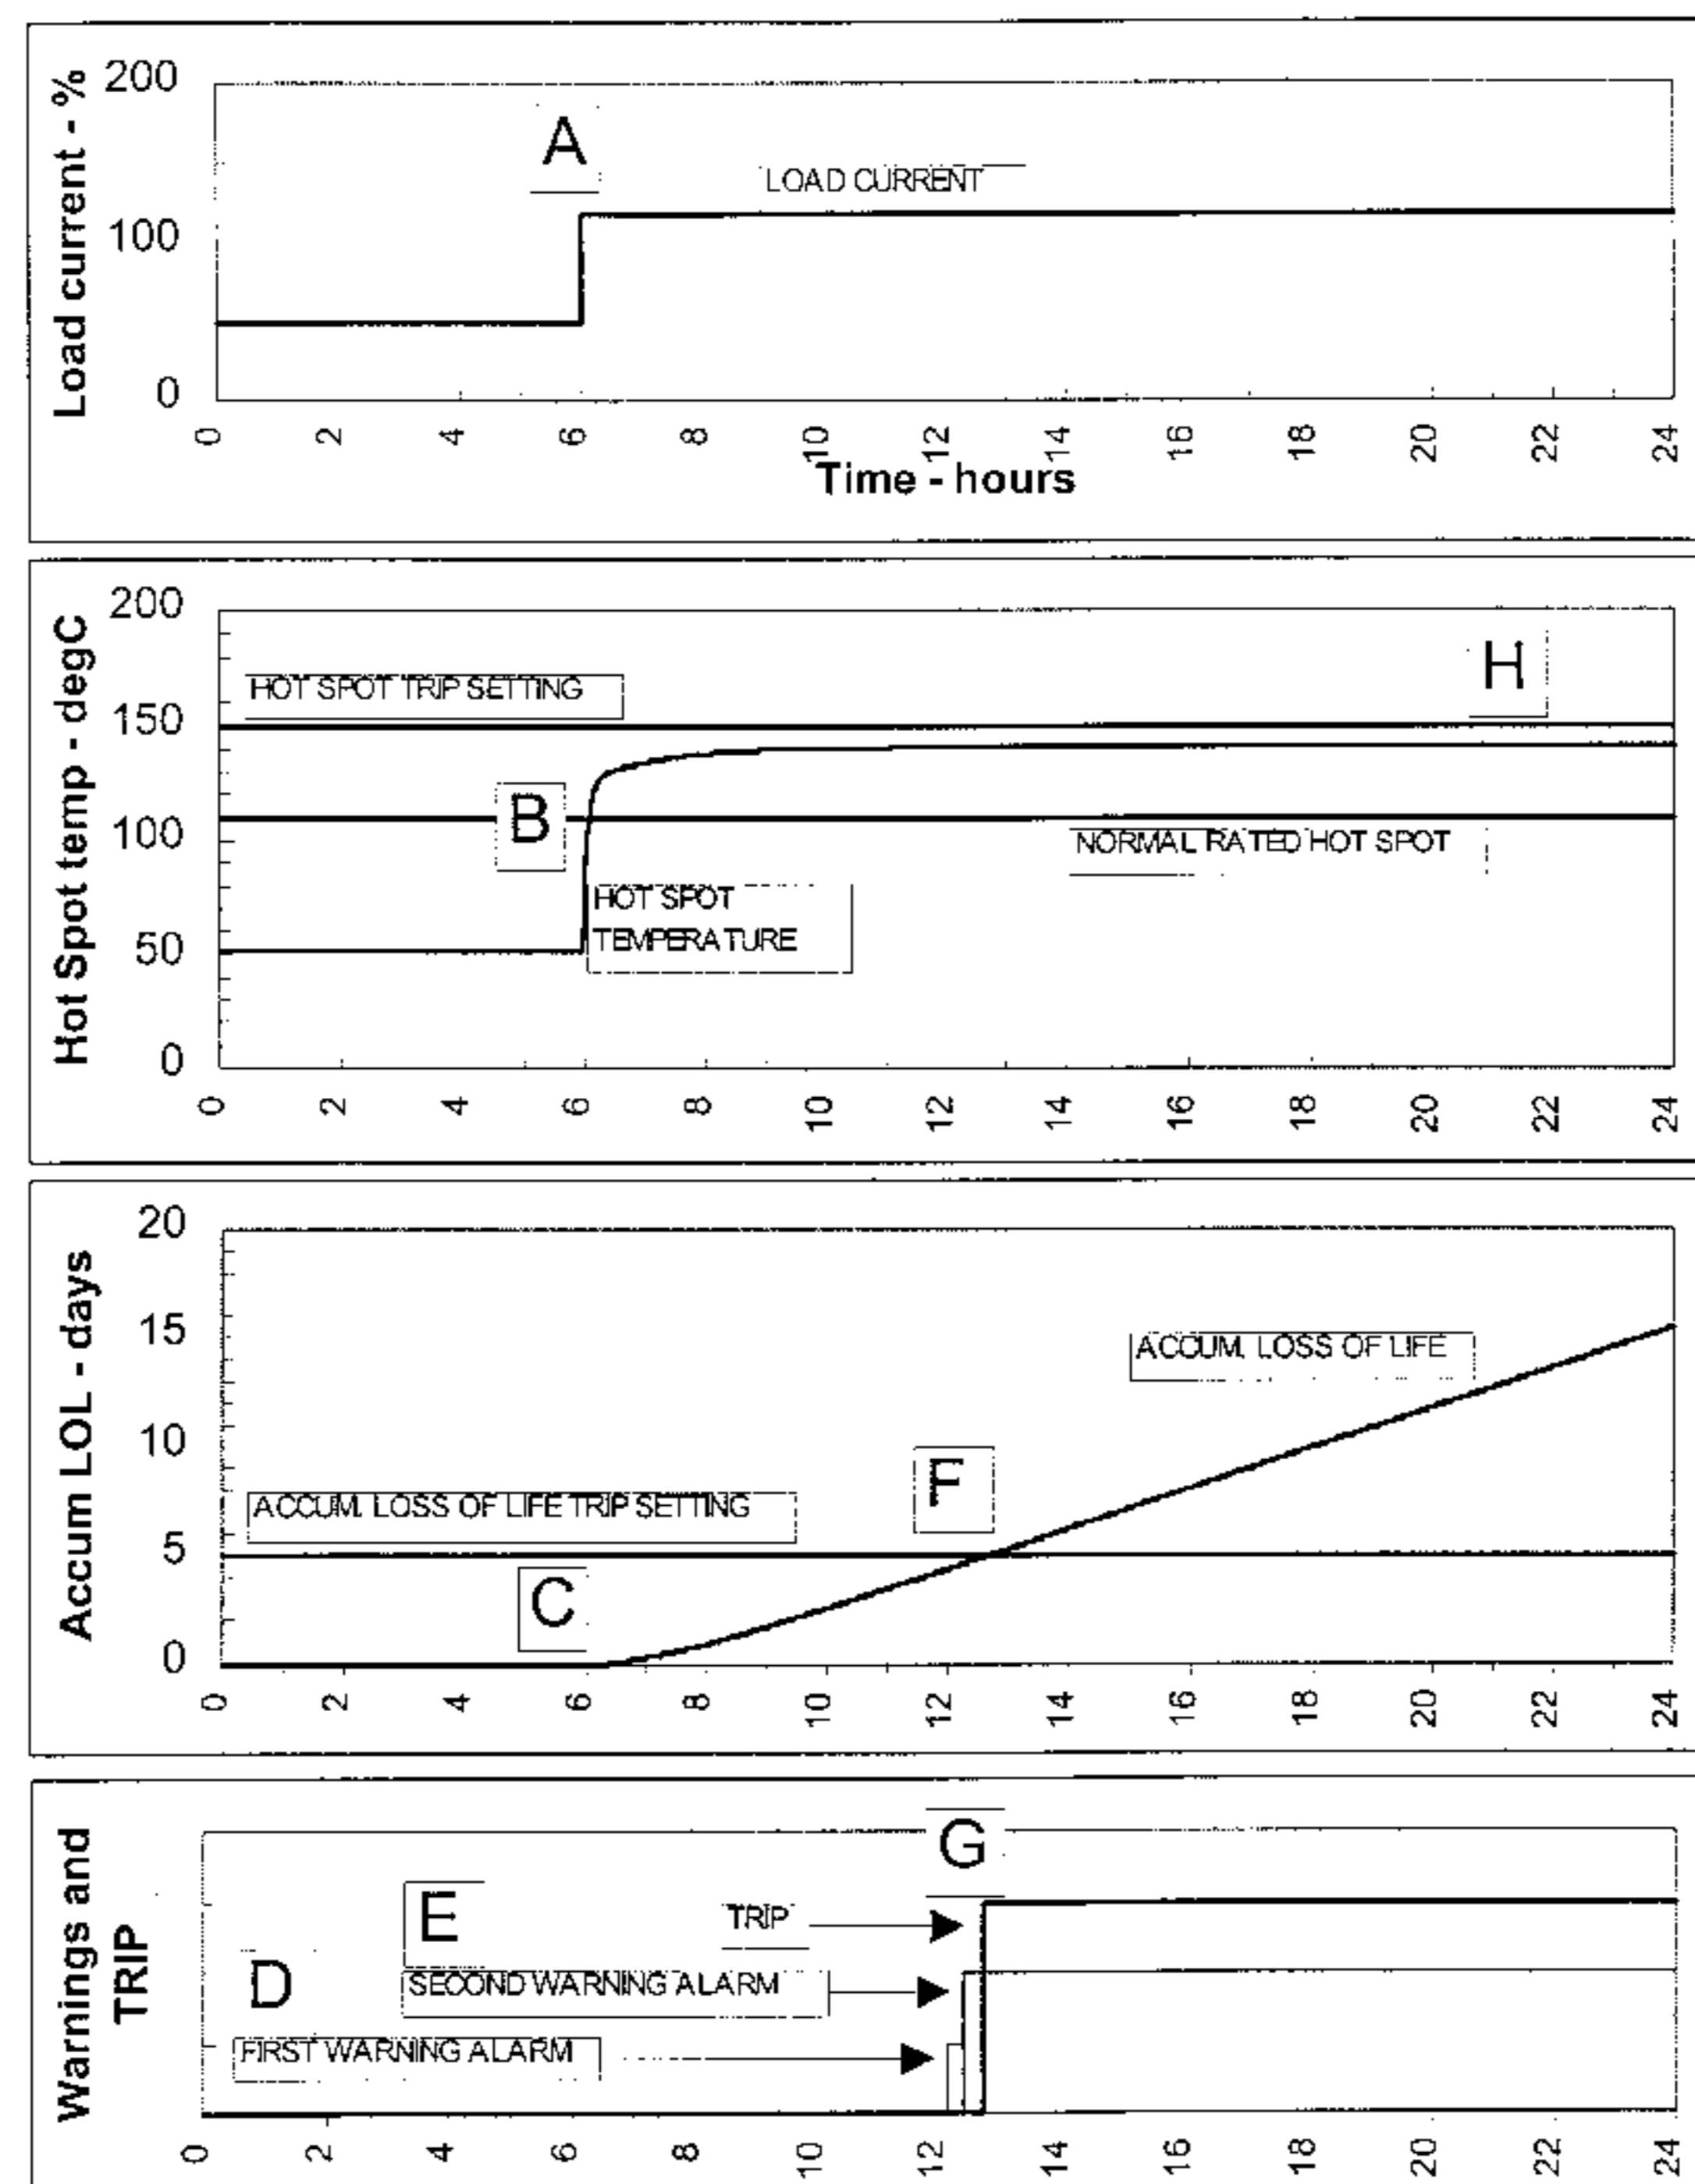 Load current - %
200
100
0
A
LOAD CURRENT
0 2 4 6 8 10 12 14 16 18 20 22 24
Time - hours
Hot Spot temp - degC
200
150
100
50
0
HOT SPOT TRIP SETTING
H
B
NORMAL RATED HOT SPOT
HOT SPOT
TEMPERATURE
0 2 4 6 8 10 12 14 16 18 20 22 24
Accum LOL - days
20
15
10
5
0
ACCUM. LOSS OF LIFE
F
ACCUM. LOSS OF LIFE TRIP SETTING
C
0 2 4 6 8 10 12 14 16 18 20 22 24
Warnings and
TRIP
G
E
TRIP
D
SECOND WARNING ALARM
FIRST WARNING ALARM
0 2 4 6 8 10 12 14 16 18 20 22 24